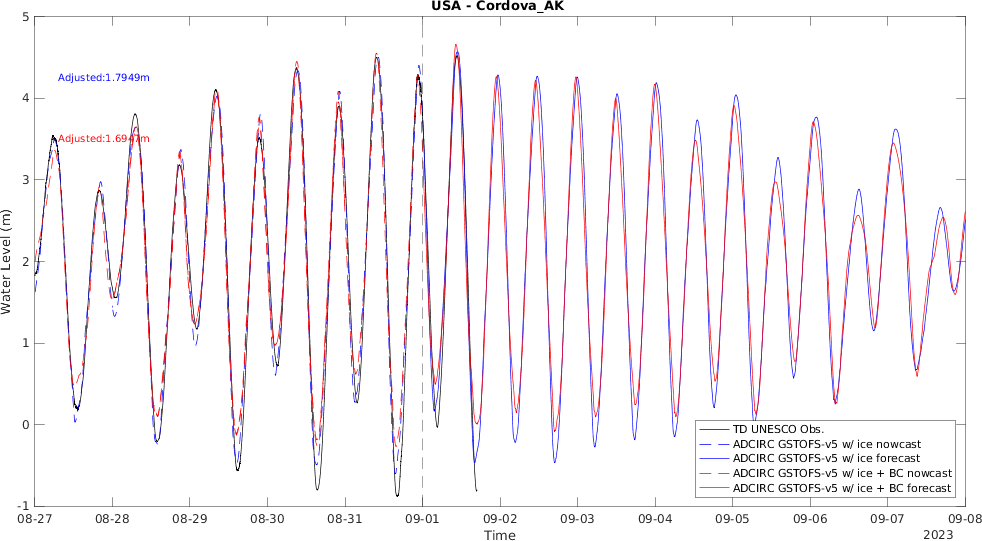 USA - Cordova_AK
5
4
3
2
1
0
-1
Water Level (m)
Adjusted:1.7949m
Adjusted:1.6947m
TD UNESCO Obs.
ADCIRC GSTOFS-v5 w/ ice nowcast
ADCIRC GSTOFS-v5 w/ ice forecast
ADCIRC GSTOFS-v5 w/ ice + BC nowcast
ADCIRC GSTOFS-v5 w/ ice + BC forecast
08-27 08-28 08-29 08-30 08-31 09-01 09-02 09-03 09-04 09-05 09-06 09-07 09-08
Time
2023